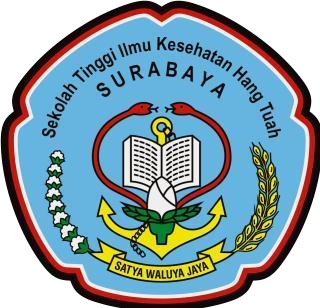 Sekolah Tinggi Ilmu Kesehatan Hang Tuah
SURABAYA
SATYA WALUYA JAYA